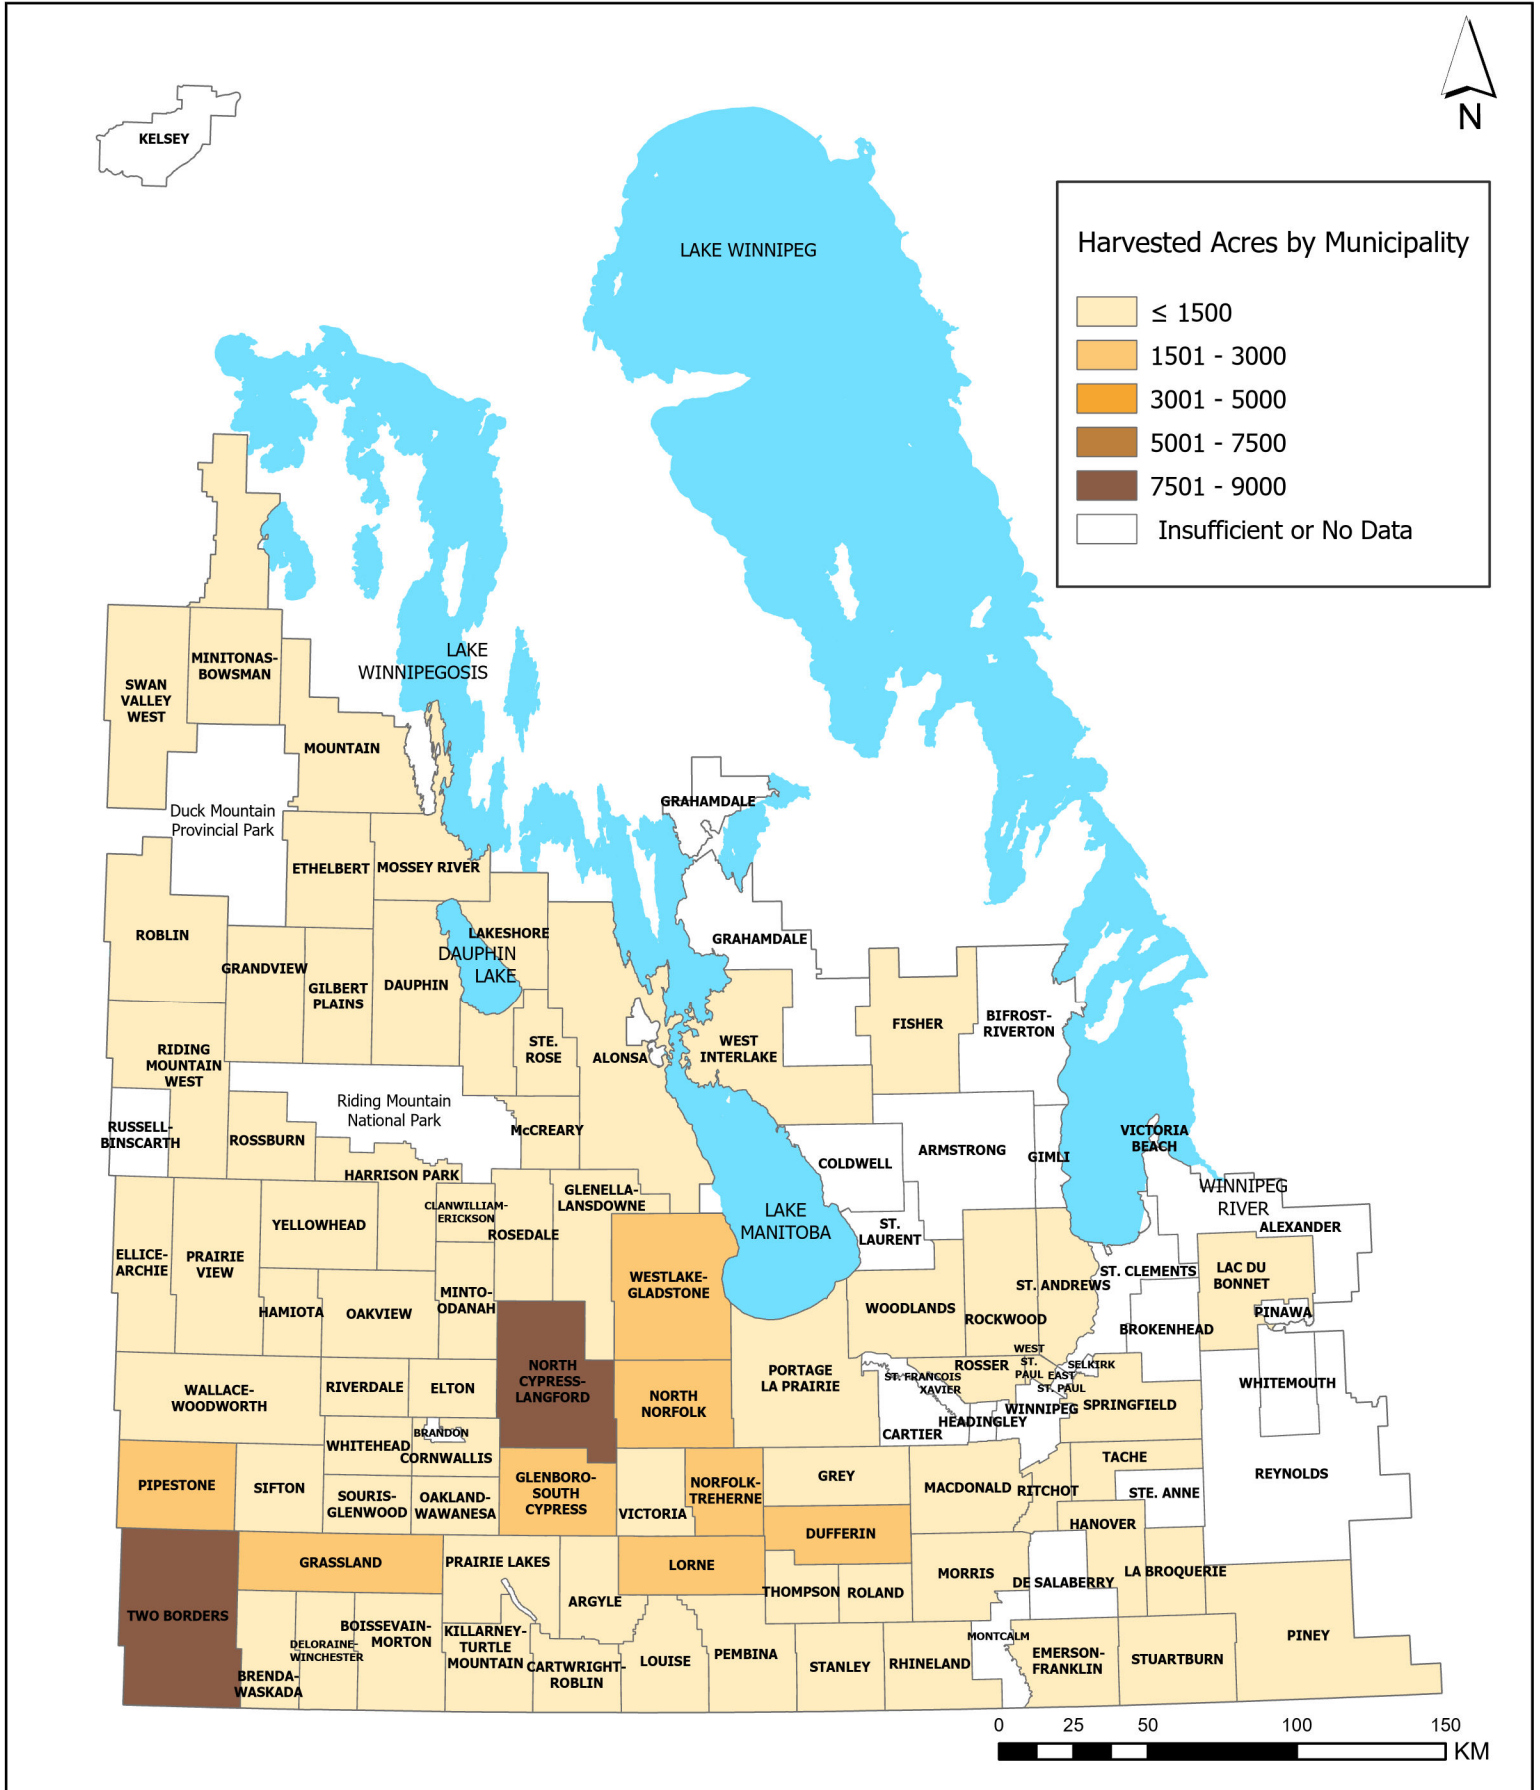 N
KELSEY
LAKE WINNIPEG
Harvested Acres by Municipality
≤ 1500
1501 - 3000
3001 - 5000
5001 - 7500
7501 - 9000
Insufficient or No Data
LAKE
WINNIPEGOSIS
MINITONAS-
BOWSMAN
SWAN
VALLEY
WEST
MOUNTAIN
Duck Mountain
Provincial Park
GRAHAMDALE
ETHELBERT
MOSSEY RIVER
ROBLIN
LAKESHORE
DAUPHIN
LAKE
GRAHAMDALE
GRANDVIEW
GILBERT
PLAINS
DAUPHIN
FISHER
BIFROST-
RIVERTON
STE.
ROSE
ALONSA
WEST
INTERLAKE
RIDING
MOUNTAIN
WEST
Riding Mountain
National Park
RUSSELL-
BINSCARTH
ROSSBURN
McCREARY
VICTORIA
BEACH
ARMSTRONG
GIMLI
COLDWELL
HARRISON PARK
GLENELLA-
LANSDOWNE
CLANWILLIAM-
ERICKSON
WINNIPEG
RIVER
ALEXANDER
YELLOWHEAD
ROSEDALE
LAKE
MANITOBA
ST.
LAURENT
ELLICE-
ARCHIE
PRAIRIE
VIEW
WESTLAKE-
GLADSTONE
ST. ANDREWS
ST. CLEMENTS
LAC DU
BONNET
HAMIOTA
OAKVIEW
MINTO-
ODANAH
WOODLANDS
ROCKWOOD
BROKENHEAD
PINAWA
NORTH
CYPRESS-
LANGFORD
PORTAGE
LA PRAIRIE
ROSSER
WEST
ST.
PAUL
EAST
ST. PAUL
SELKIRK
ST. FRANCOIS
XAVIER
WHITEMOUTH
WALLACE-
WOODWORTH
RIVERDALE
ELTON
NORTH
NORFOLK
CARTIER
HEADINGLEY
WINNIPEG
SPRINGFIELD
WHITEHEAD
BRANDON
CORNWALLIS
TACHE
REYNOLDS
PIPESTONE
SIFTON
SOURIS-
GLENWOOD
OAKLAND-
WAWANESA
GLENBORO-
SOUTH
CYPRESS
VICTORIA
NORFOLK-
TREHERNE
GREY
MACDONALD
RITCHOT
STE. ANNE
HANOVER
DUFFERIN
GRASSLAND
PRAIRIE LAKES
LORNE
MORRIS
DE SALABERRY
LA BROQUERIE
THOMPSON
ROLAND
TWO BORDERS
ARGYLE
BOISSEVAIN-
MORTON
DELORAINE-
WINCHESTER
KILLARNEY-
TURTLE
MOUNTAIN
MONTCALM
PINEY
BRENDA-
WASKADA
CARTWRIGHT-
ROBLIN
LOUISE
PEMBINA
STANLEY
RHINELAND
EMERSON-
FRANKLIN
STUARTBURN
0 25 50 100 150
KM